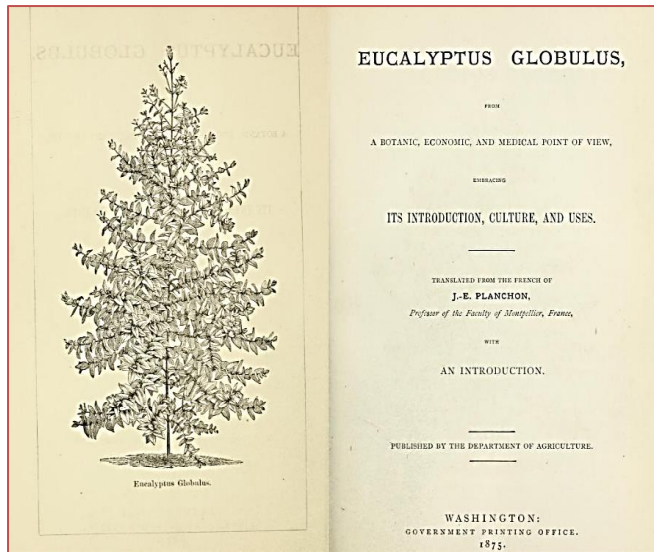 Eucalyptus Globulus.
EUCALYPTUS GLOBULUS,
FROM
A BOTANIC, ECONOMIC, AND MEDICAL POINT OF VIEW,
EMBRACING
ITS INTRODUCTION, CULTURE, AND USES.
TRANSLATED FROM THE FRENCH OF
J.-E. PLANCHON,
Professor of the Faculty of Montpellier, France,
WITH
AN INTRODUCTION.
PUBLISHED BY THE DEPARTMENT OF AGRICULTURE.
WASHINGTON:
GOVERNMENT PRINTING OFFICE.
1875.